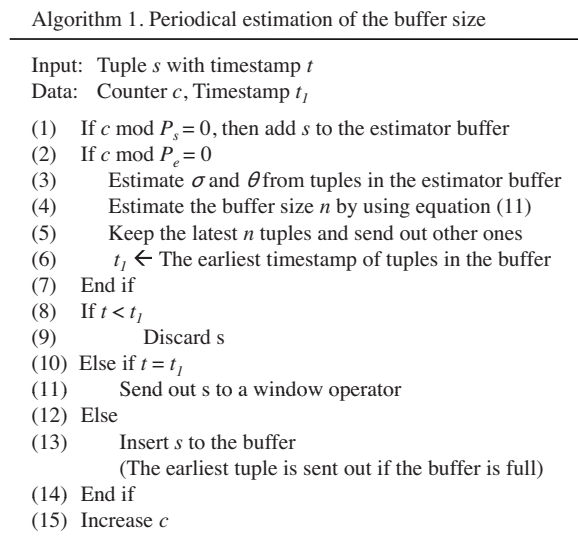 Algorithm 1. Periodical estimation of the buffer size
Input: Tuple s with timestamp t
Data: Counter c, Timestamp t₁
(1) If c mod Pₛ = 0, then add s to the estimator buffer
(2) If c mod Pₑ = 0
(3) Estimate σ and θ from tuples in the estimator buffer
(4) Estimate the buffer size n by using equation (11)
(5) Keep the latest n tuples and send out other ones
(6) t₁ ← The earliest timestamp of tuples in the buffer
(7) End if
(8) If t < t₁
(9) Discard s
(10) Else if t = t₁
(11) Send out s to a window operator
(12) Else
(13) Insert s to the buffer
(The earliest tuple is sent out if the buffer is full)
(14) End if
(15) Increase c